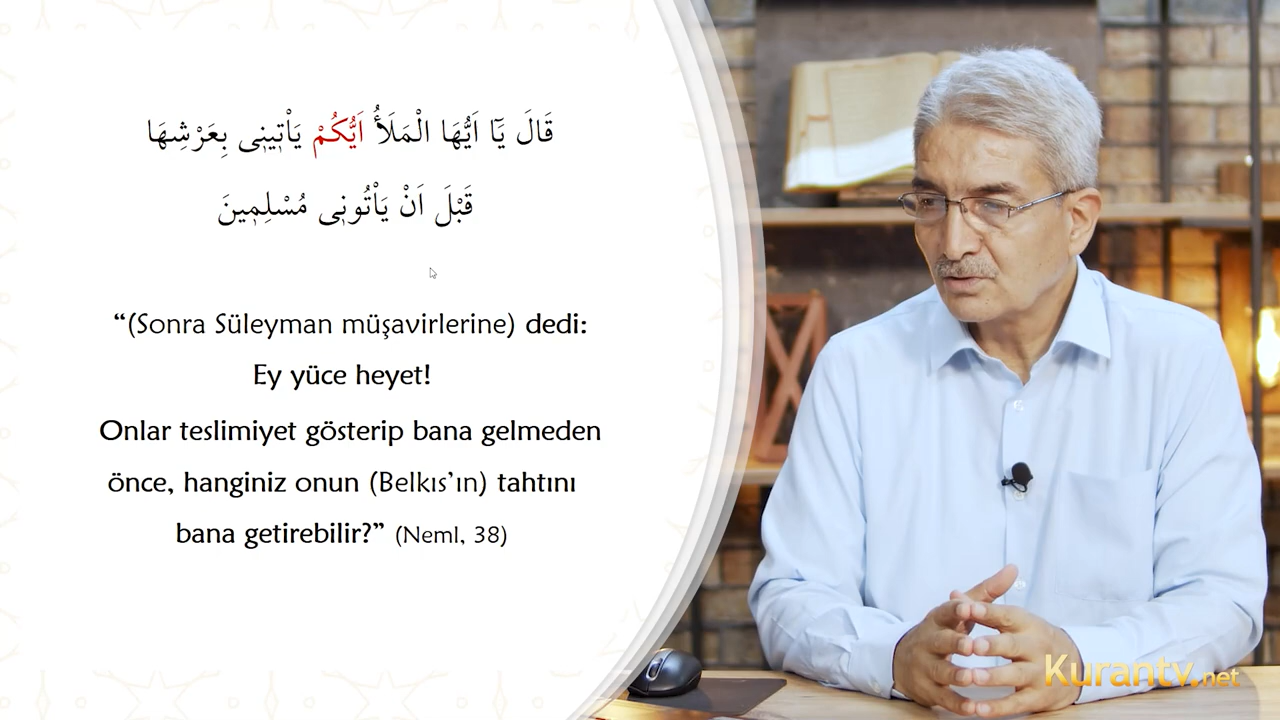 قَالَ يَٓا اَيُّهَا الْمَلَأُ اَيُّكُمْ يَأْتٖينٖى بِعَرْشِهَا
قَبْلَ اَنْ يَأْتُونٖى مُسْلِمٖينَ
“(Sonra Süleyman müşavirlerine) dedi:
Ey yüce heyet!
Onlar teslimiyet gösterip bana gelmeden
önce, hanginiz onun (Belkıs’ın) tahtını
bana getirebilir?” (Neml, 38)
Kurantv.net